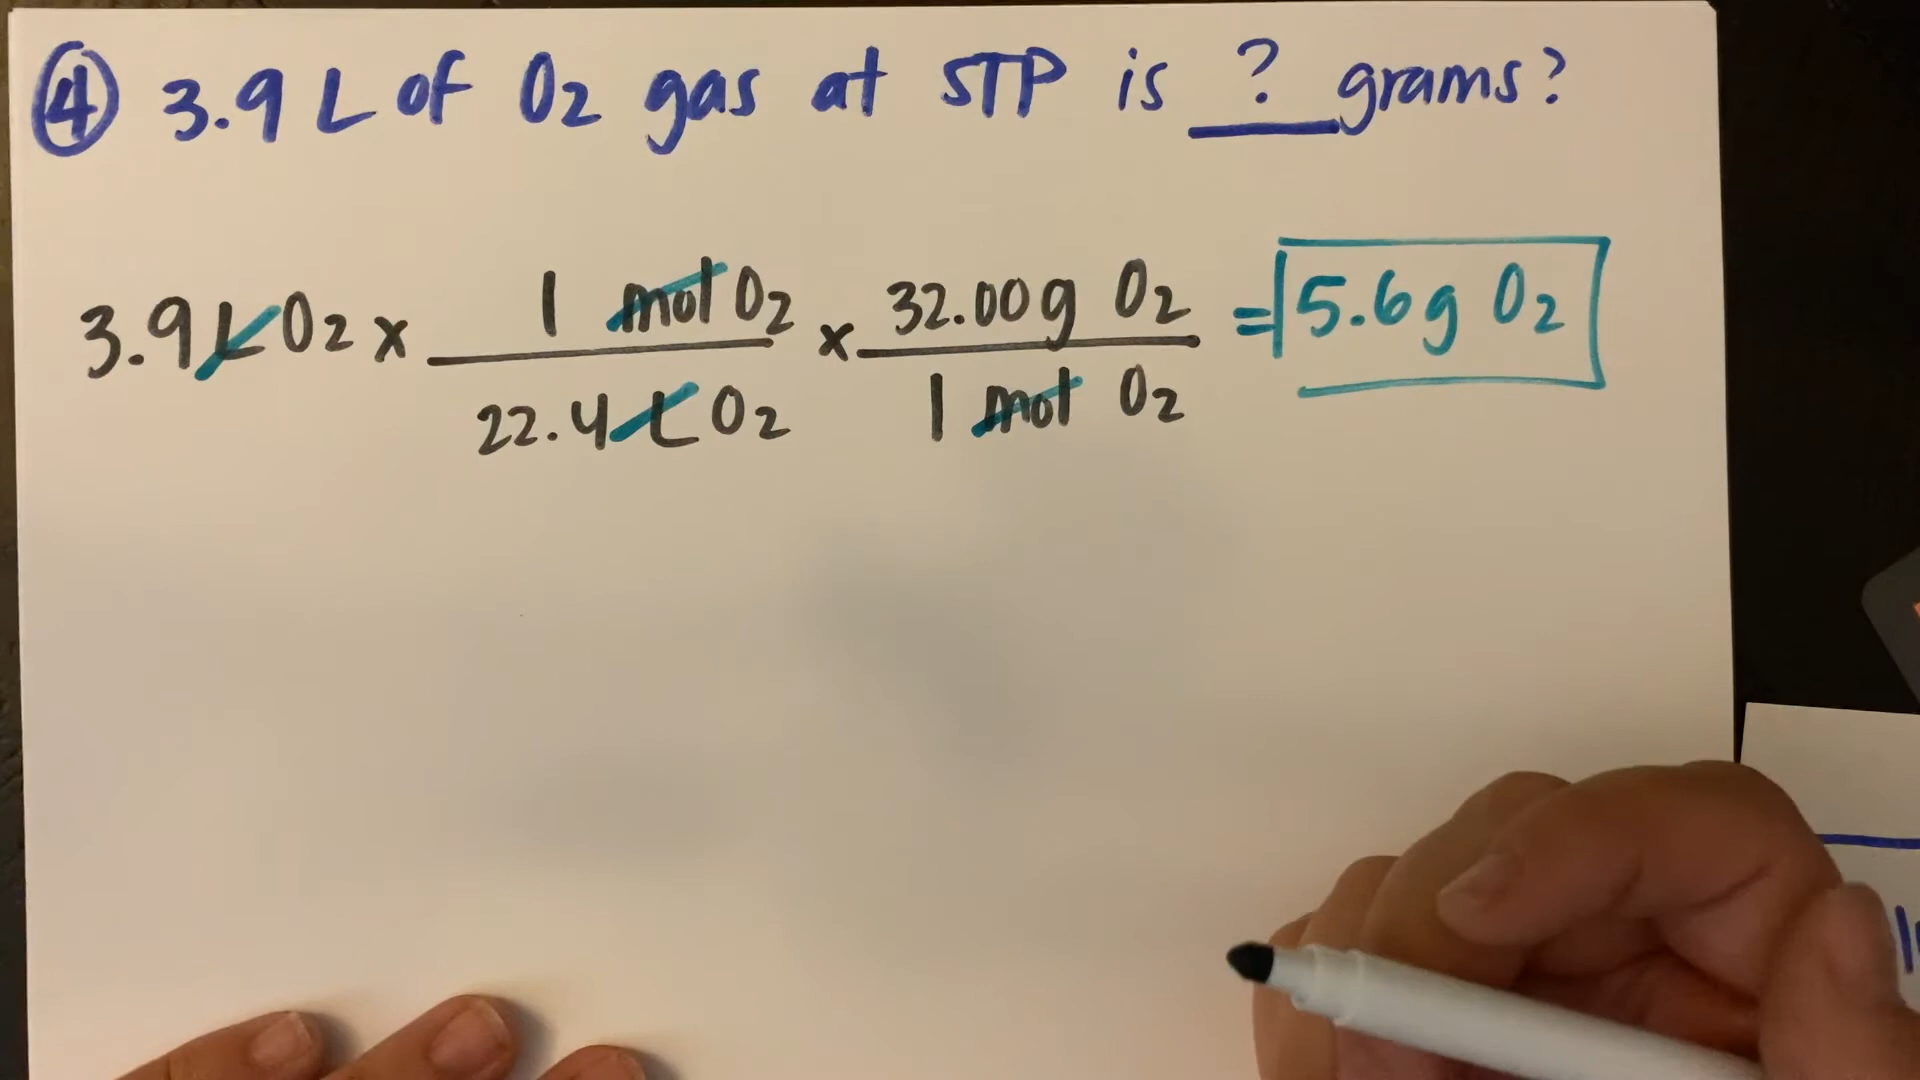 ④ 3.9 L of O₂ gas at STP is ? grams?
3.9 L O₂ x 1 mol O₂ / 22.4 L O₂ x 32.00 g O₂ / 1 mol O₂ = 5.6 g O₂